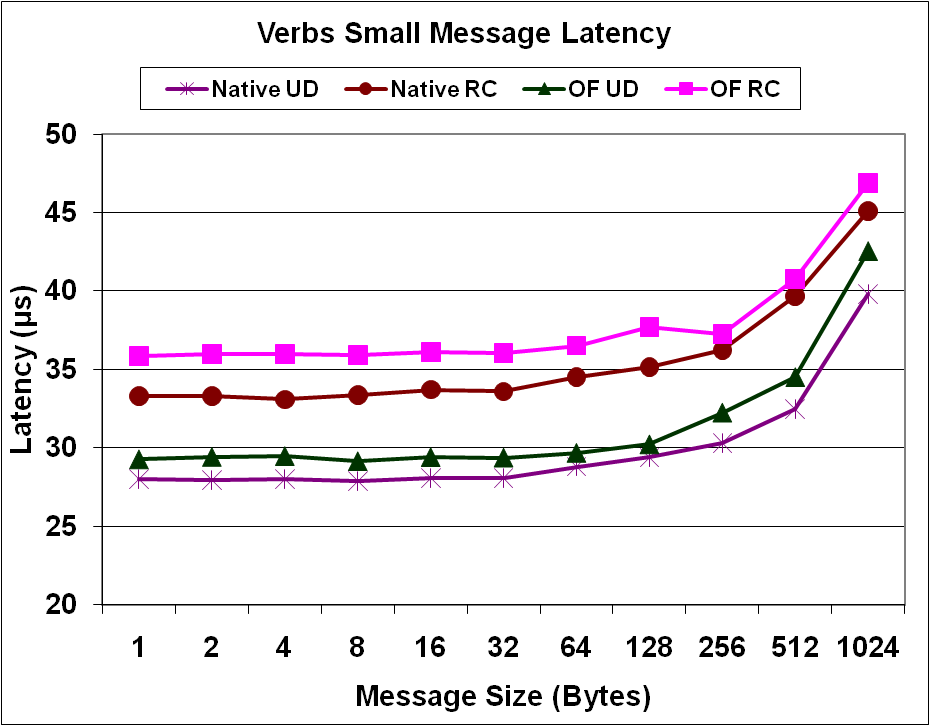 Verbs Small Message Latency
Native UD Native RC OF UD OF RC
50
45
40
35
30
25
20
Latency (µs)
1 2 4 8 16 32 64 128 256 512 1024
Message Size (Bytes)